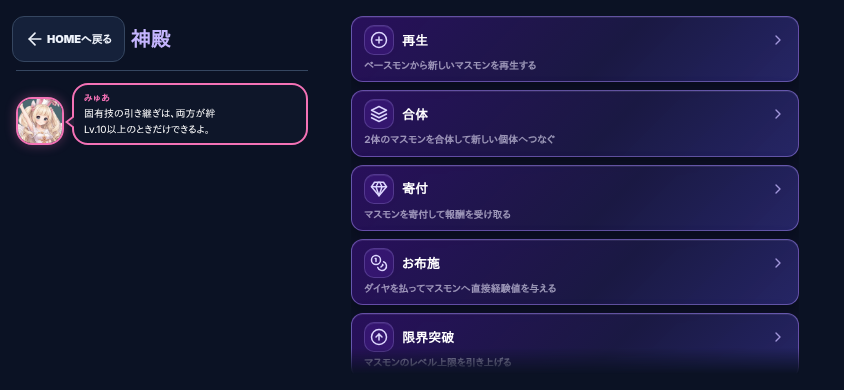 HOMEへ戻る
神殿
みゅあ
固有技の引き継ぎは、両方が絆
Lv.10以上のときだけできるよ。
再生
ベースモンから新しいマスモンを再生する
合体
2体のマスモンを合体して新しい個体へつなぐ
寄付
マスモンを寄付して報酬を受け取る
お布施
ダイヤを払ってマスモンへ直接経験値を与える
限界突破
マスモンのレベル上限を引き上げる